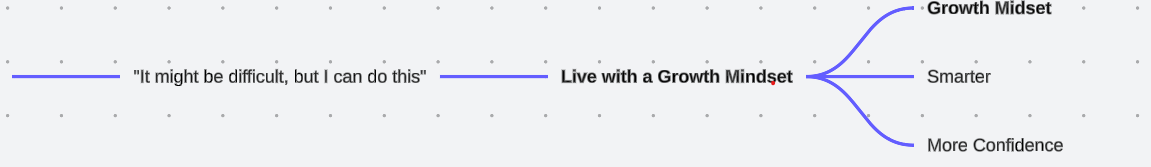 Growth Midset
"It might be difficult, but I can do this"
Live with a Growth Mindset
Smarter
More Confidence